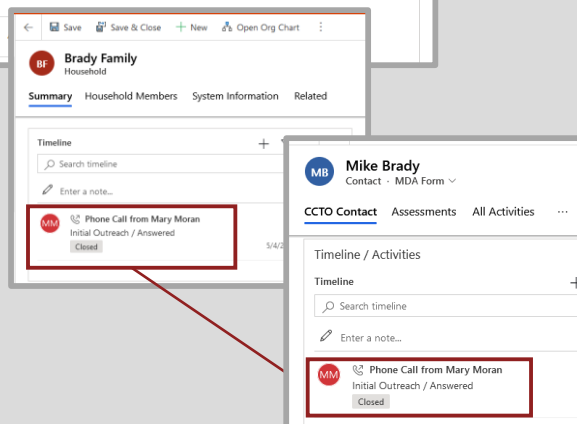 Save Save & Close New Open Org Chart
BF
Brady Family
Household
Summary Household Members System Information Related
Timeline
Search timeline
Enter a note...
MM
Phone Call from Mary Moran
Initial Outreach / Answered
Closed
5/4/2
MB
Mike Brady
Contact · MDA Form
CCTO Contact Assessments All Activities ...
Timeline / Activities
Timeline
Search timeline
Enter a note...
MM
Phone Call from Mary Moran
Initial Outreach / Answered
Closed